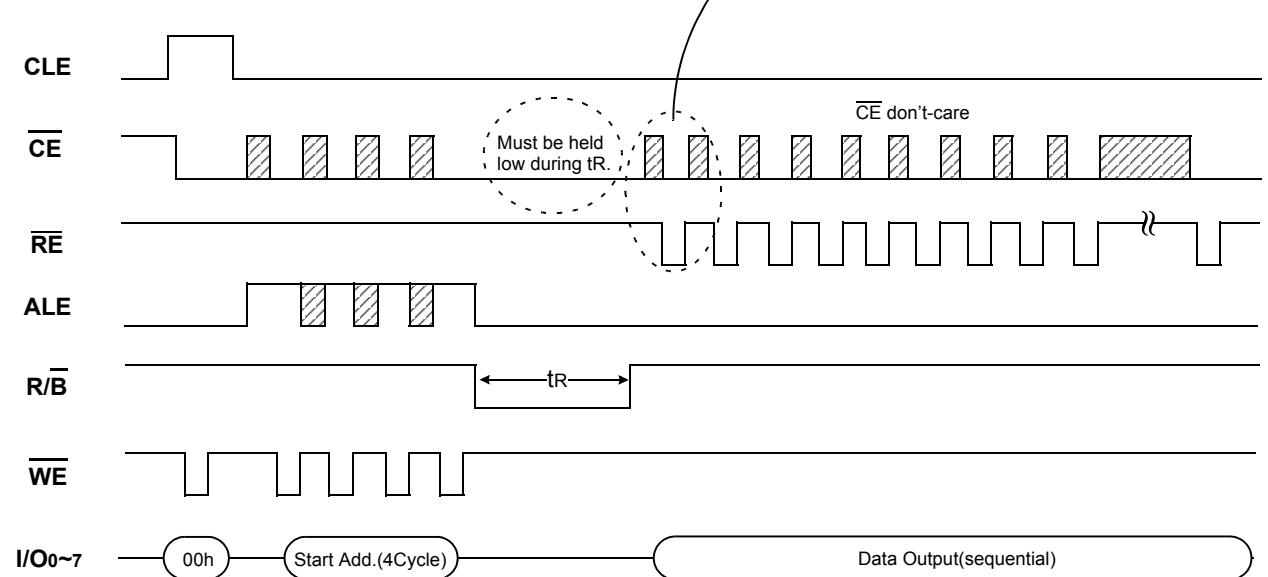 CLE
CE don't-care
CE
Must be held
low during tR.
RE
ALE
R/B
tR
WE
I/O0~7
00h
Start Add.(4Cycle)
Data Output(sequential)